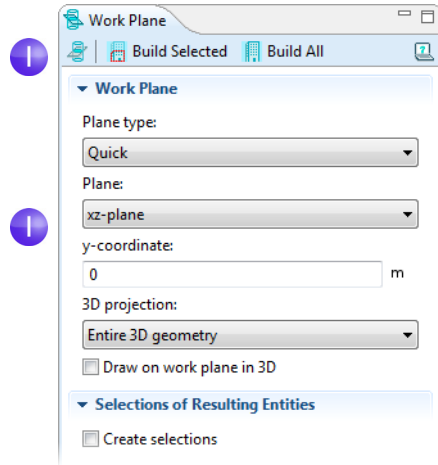 Work Plane
Build Selected Build All
Work Plane
Plane type:
Quick
Plane:
xz-plane
y-coordinate:
0 m
3D projection:
Entire 3D geometry
Draw on work plane in 3D
Selections of Resulting Entities
Create selections